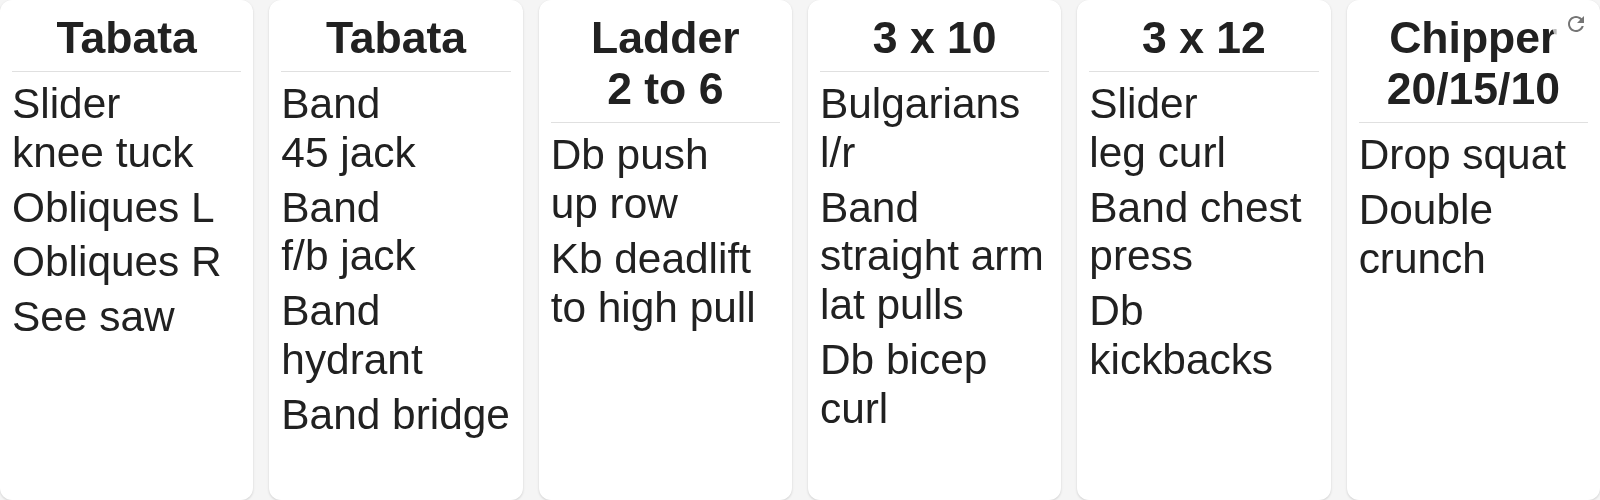 Tabata
Slider
knee tuck
Obliques L
Obliques R
See saw
Tabata
Band
45 jack
Band
f/b jack
Band
hydrant
Band bridge
Ladder
2 to 6
Db push
up row
Kb deadlift
to high pull
3 x 10
Bulgarians
l/r
Band
straight arm
lat pulls
Db bicep
curl
3 x 12
Slider
leg curl
Band chest
press
Db
kickbacks
Chipper
20/15/10
Drop squat
Double
crunch